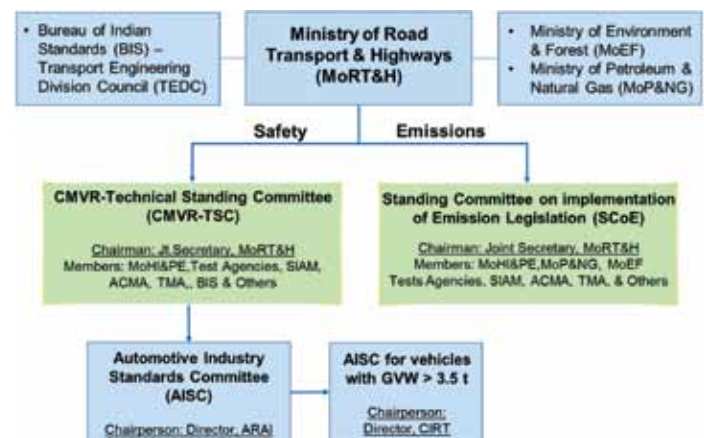 • Bureau of Indian
Standards (BIS) –
Transport Engineering
Division Council (TEDC)
Ministry of Road
Transport & Highways
(MoRT&H)
• Ministry of Environment
& Forest (MoEF)
• Ministry of Petroleum &
Natural Gas (MoP&NG)
Safety
Emissions
CMVR-Technical Standing Committee
(CMVR-TSC)
Chairman: Jt.Secretary, MoRT&H
Members: MoHI&PE,Test Agencies, SIAM,
ACMA, TMA,, BIS & Others
Standing Committee on implementation
of Emission Legislation (SCoE)
Chairman: Joint Secretary, MoRT&H
Members: MoHI&PE,MoP&NG, MoEF
Tests Agencies, SIAM, ACMA, TMA, & Others
Automotive Industry
Standards Committee
(AISC)
Chairperson: Director, ARAI
AISC for vehicles
with GVW > 3.5 t
Chairperson:
Director, CIRT